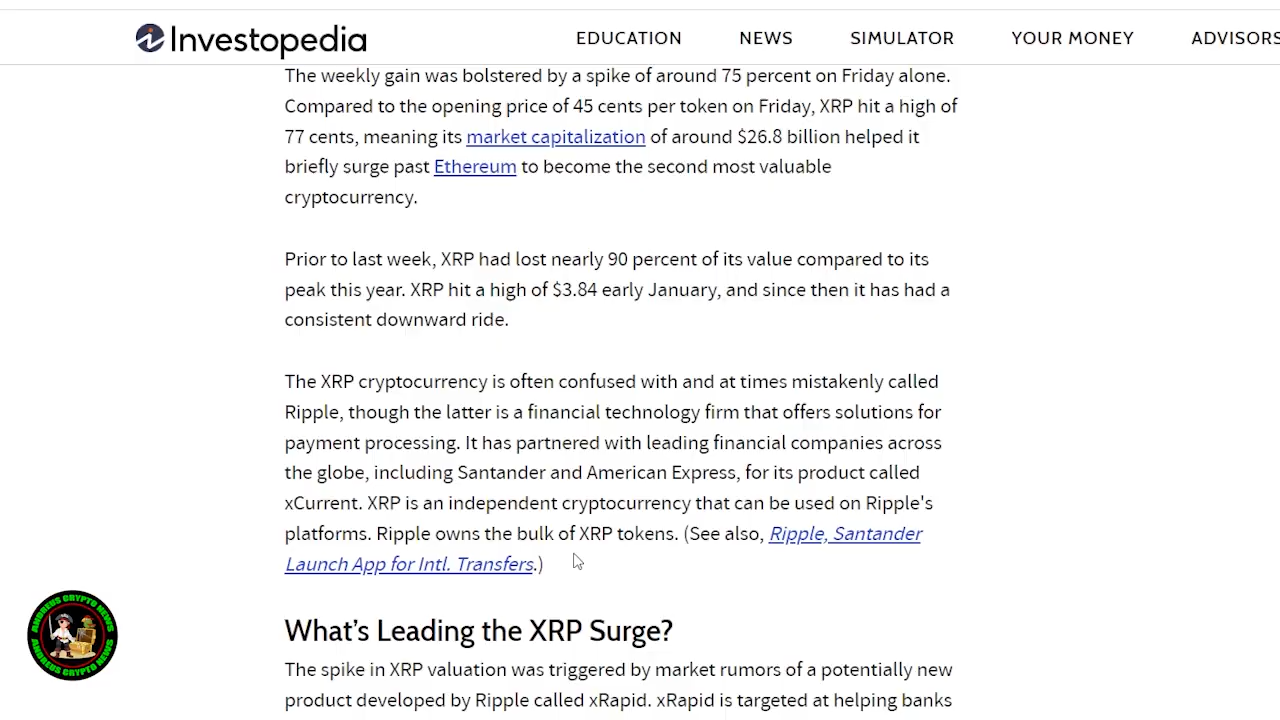 Investopedia
EDUCATION NEWS SIMULATOR YOUR MONEY ADVISORS
The weekly gain was bolstered by a spike of around 75 percent on Friday alone.
Compared to the opening price of 45 cents per token on Friday, XRP hit a high of
77 cents, meaning its market capitalization of around $26.8 billion helped it
briefly surge past Ethereum to become the second most valuable
cryptocurrency.
Prior to last week, XRP had lost nearly 90 percent of its value compared to its
peak this year. XRP hit a high of $3.84 early January, and since then it has had a
consistent downward ride.
The XRP cryptocurrency is often confused with and at times mistakenly called
Ripple, though the latter is a financial technology firm that offers solutions for
payment processing. It has partnered with leading financial companies across
the globe, including Santander and American Express, for its product called
xCurrent. XRP is an independent cryptocurrency that can be used on Ripple's
platforms. Ripple owns the bulk of XRP tokens. (See also, Ripple, Santander
Launch App for Intl. Transfers.)
ANDREUS CRYPTO NEWS
ANDREUS CRYPTO NEWS
What’s Leading the XRP Surge?
The spike in XRP valuation was triggered by market rumors of a potentially new
product developed by Ripple called xRapid. xRapid is targeted at helping banks